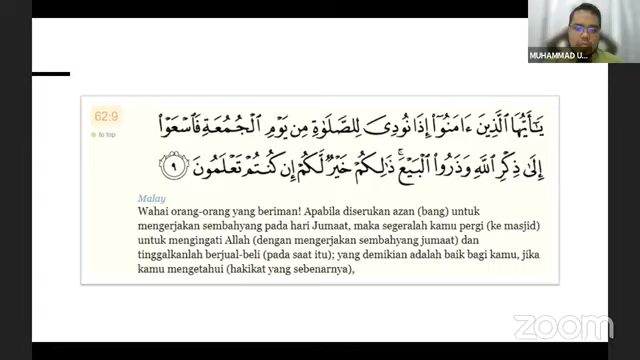 MUHAMMAD U...
62:9
to top
يَـٰٓأَيُّهَا ٱلَّذِينَ ءَامَنُوٓا۟ إِذَا نُودِىَ لِلصَّلَوٰةِ مِن يَوْمِ ٱلْجُمُعَةِ فَٱسْعَوْا۟
إِلَىٰ ذِكْرِ ٱللَّهِ وَذَرُوا۟ ٱلْبَيْعَ ۚ ذَٰلِكُمْ خَيْرٌ لَّكُمْ إِن كُنتُمْ تَعْلَمُونَ ٩
Malay
Wahai orang-orang yang beriman! Apabila diserukan azan (bang) untuk
mengerjakan sembahyang pada hari Jumaat, maka segeralah kamu pergi (ke masjid)
untuk mengingati Allah (dengan mengerjakan sembahyang jumaat) dan
tinggalkanlah berjual-beli (pada saat itu); yang demikian adalah baik bagi kamu, jika
kamu mengetahui (hakikat yang sebenarnya),
zoom